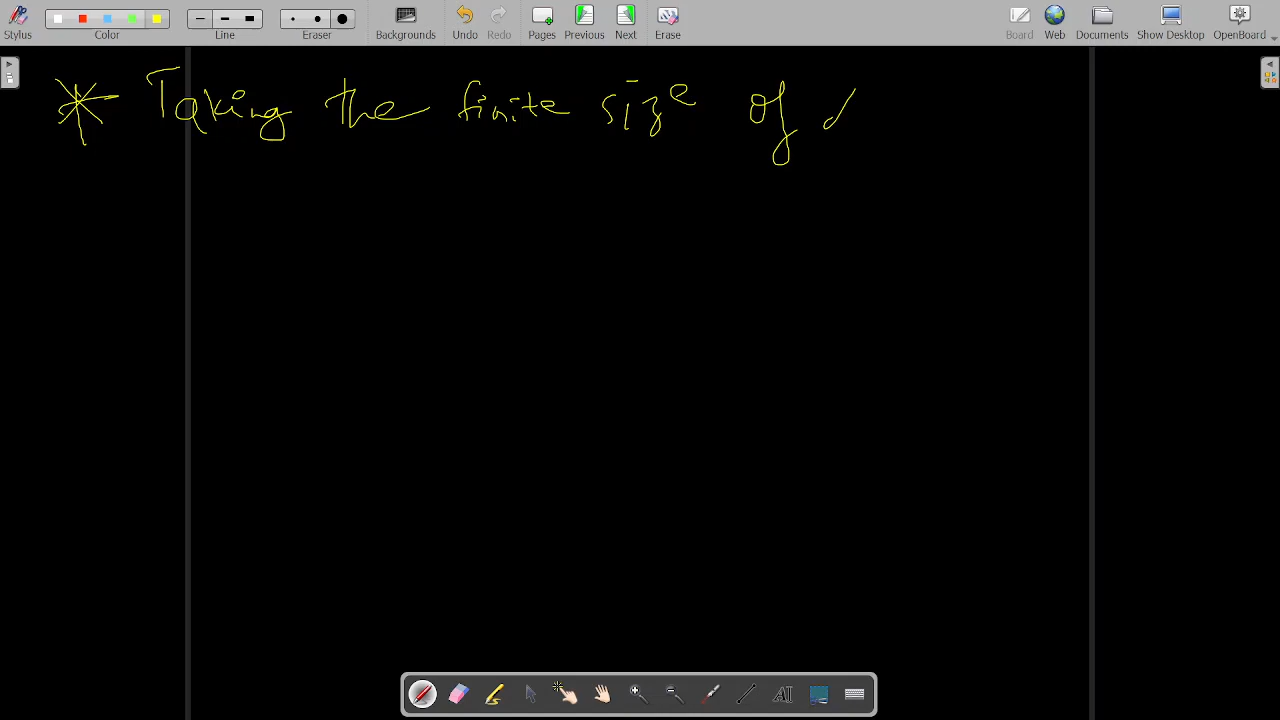 Stylus
Color
Line
Eraser
Backgrounds
Undo
Redo
Pages
Previous
Next
Erase
Board
Web
Documents
Show Desktop
OpenBoard
* Taking the finite size of
AI